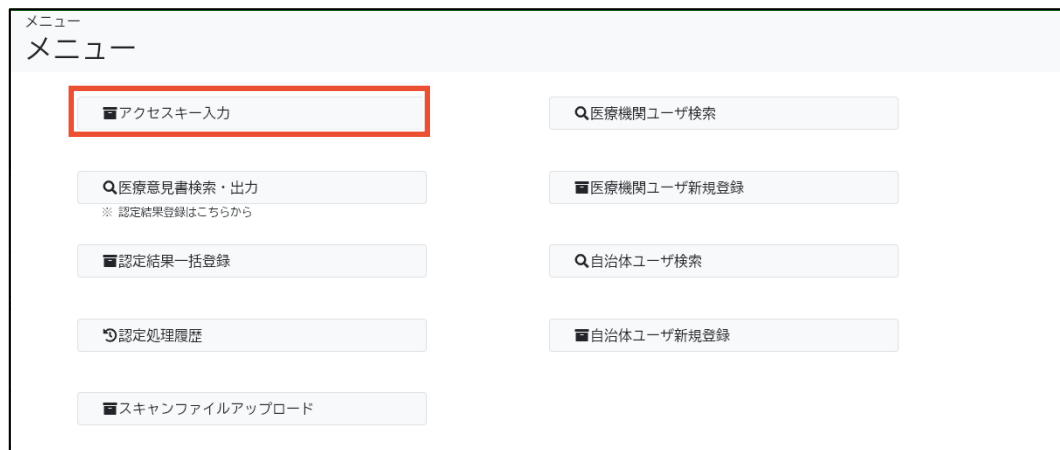 メニュー
メニュー
アクセスキー入力
医療意見書検索・出力
※ 認定結果登録はこちらから
認定結果一括登録
認定処理履歴
スキャンファイルアップロード
医療機関ユーザ検索
医療機関ユーザ新規登録
自治体ユーザ検索
自治体ユーザ新規登録